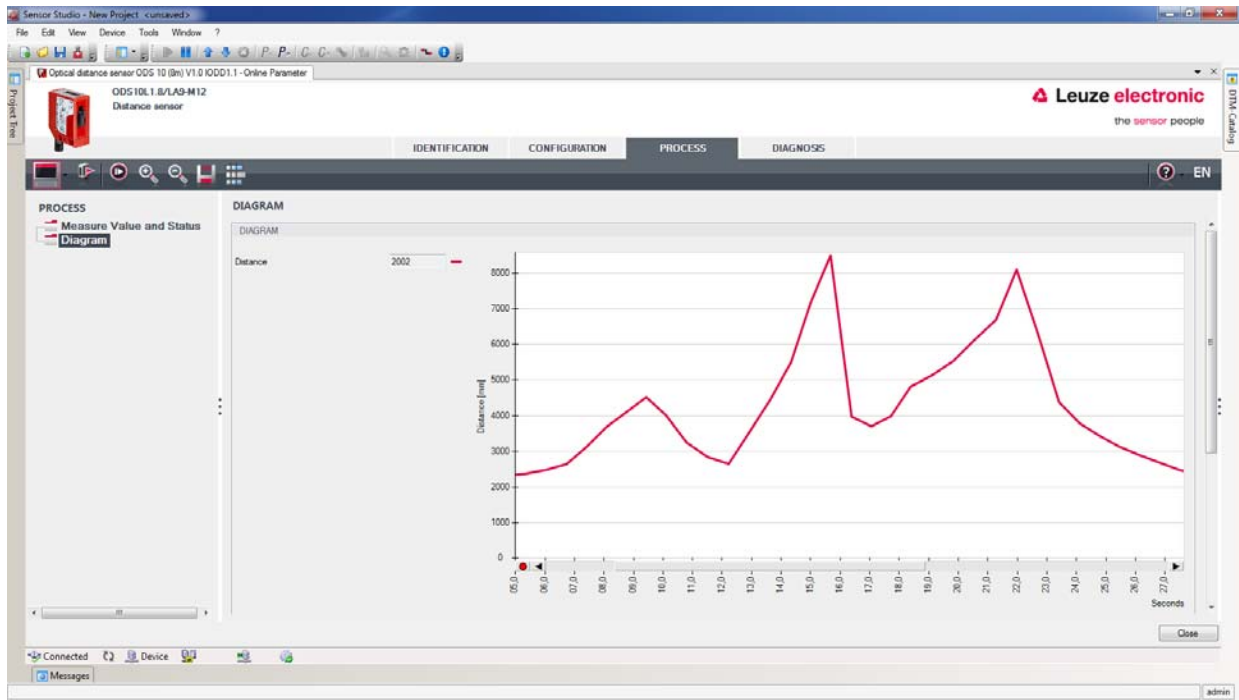 Sensor Studio - New Project <unsaved>
File Edit View Device Tools Window ?
Optical distance sensor ODS 10 (8m) V1.0 IODD1.1 - Online Parameter
Project Tree
DTM-Catalog
ODS10L1.8/LA9-M12
Distance sensor
Leuze electronic
the sensor people
IDENTIFICATION CONFIGURATION PROCESS DIAGNOSIS
EN
PROCESS
Measure Value and Status
Diagram
DIAGRAM
DIAGRAM
Distance 2002
Distance [mm]
8000
7000
6000
5000
4000
3000
2000
1000
0
05,0 06,0 07,0 08,0 09,0 10,0 11,0 12,0 13,0 14,0 15,0 16,0 17,0 18,0 19,0 20,0 21,0 22,0 23,0 24,0 25,0 26,0 27,0
Seconds
Close
Connected Device
Messages
admin